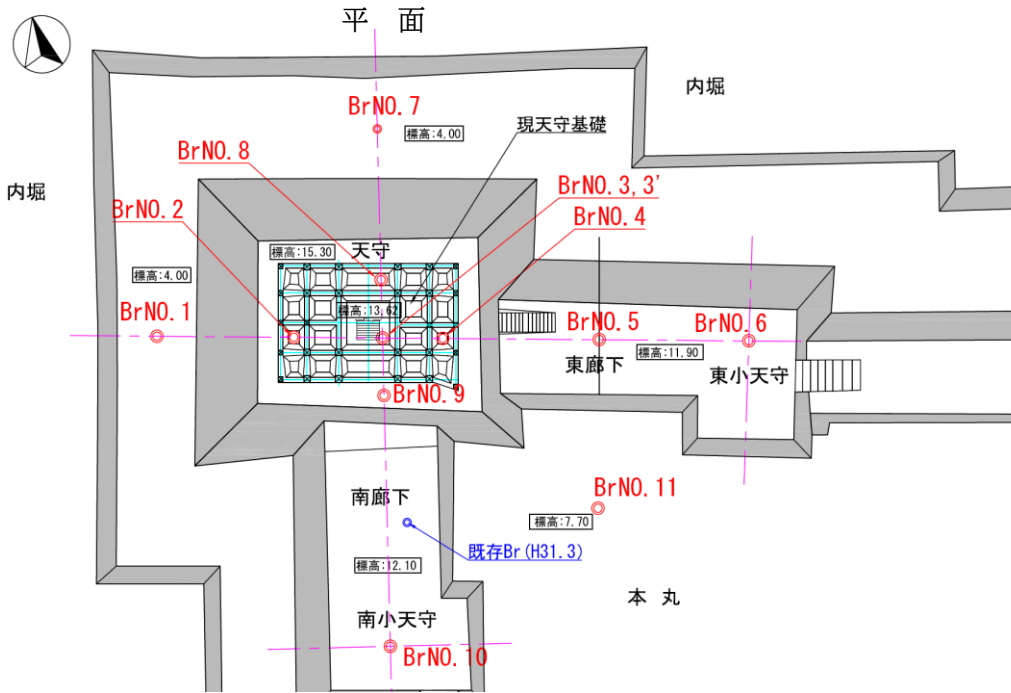 平 面
内堀
BrNO. 7
標高:4.00
現天守基礎
BrNO. 8
BrNO. 3, 3'
内堀
BrNO. 2
BrNO. 4
天守
標高:15.30
標高:4.00
標高:13.62
BrNO. 1
BrNO. 5
BrNO. 6
標高:11.90
東廊下
東小天守
BrNO. 9
BrNO. 11
南廊下
標高:7.70
既存Br(H31.3)
標高:12.10
本 丸
南小天守
BrNO. 10